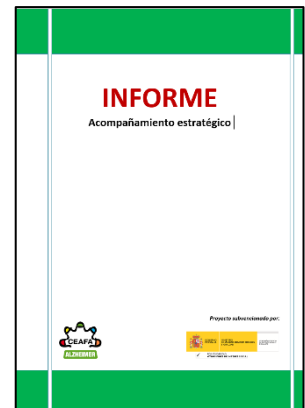 INFORME
Acompañamiento estratégico
Proyecto subvencionado por:
CEAFA
ALZHEIMER